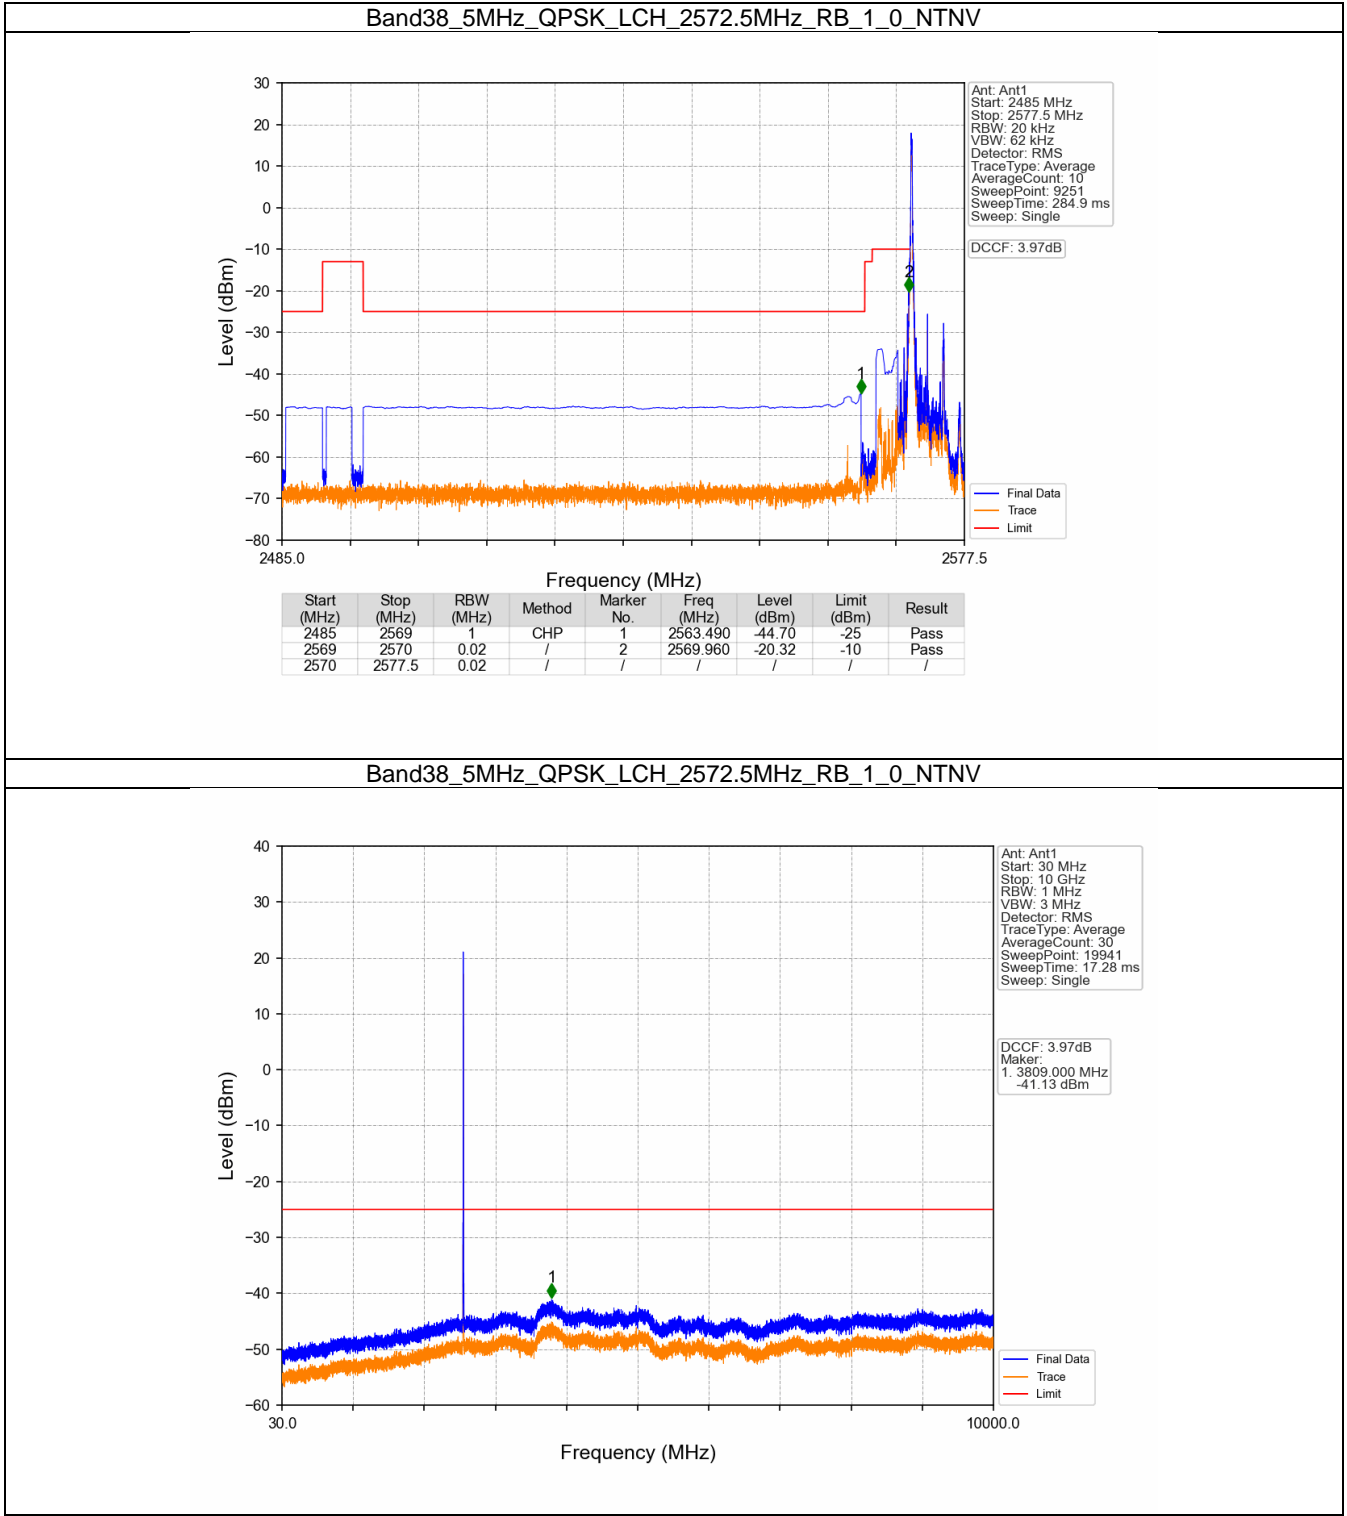 Band38_5MHz_QPSK_LCH_2572.5MHz_RB_1_0_NTNV
30
20
10
0
−10
−20
−30
−40
−50
−60
−70
−80
Level (dBm)
2485.0
2577.5
Frequency (MHz)
1
2
Ant: Ant1
Start: 2485 MHz
Stop: 2577.5 MHz
RBW: 20 kHz
VBW: 62 kHz
Detector: RMS
TraceType: Average
AverageCount: 10
SweepPoint: 9251
SweepTime: 284.9 ms
Sweep: Single
DCCF: 3.97dB
Final Data
Trace
Limit
Start (MHz) Stop (MHz) RBW (MHz) Method Marker No. Freq (MHz) Level (dBm) Limit (dBm) Result
2485 2569 1 CHP 1 2563.490 -44.70 -25 Pass
2569 2570 0.02 / 2 2569.960 -20.32 -10 Pass
2570 2577.5 0.02 / / / / / /
Band38_5MHz_QPSK_LCH_2572.5MHz_RB_1_0_NTNV
40
30
20
10
0
−10
−20
−30
−40
−50
−60
Level (dBm)
30.0
10000.0
Frequency (MHz)
1
Ant: Ant1
Start: 30 MHz
Stop: 10 GHz
RBW: 1 MHz
VBW: 3 MHz
Detector: RMS
TraceType: Average
AverageCount: 30
SweepPoint: 19941
SweepTime: 17.28 ms
Sweep: Single
DCCF: 3.97dB
Maker:
1. 3809.000 MHz
-41.13 dBm
Final Data
Trace
Limit